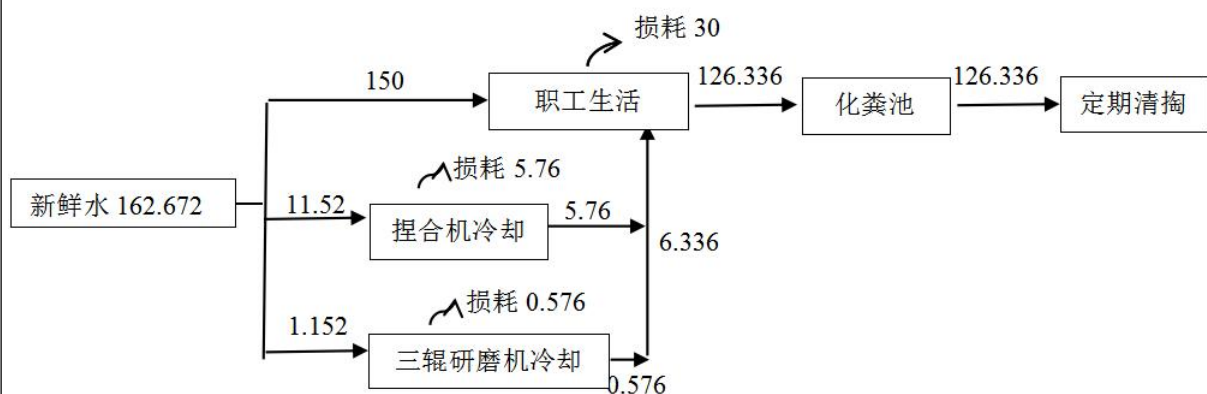 损耗 30
150
职工生活
126.336
化粪池
126.336
定期清掏
新鲜水 162.672
11.52
损耗 5.76
捏合机冷却
5.76
6.336
1.152
损耗 0.576
三辊研磨机冷却
0.576